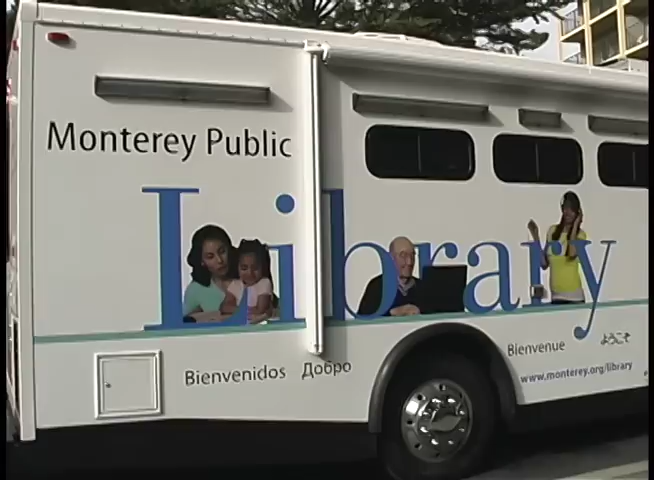 Monterey Public
Library
Bienvenidos Добро Bienvenue ようこそ
www.monterey.org/library